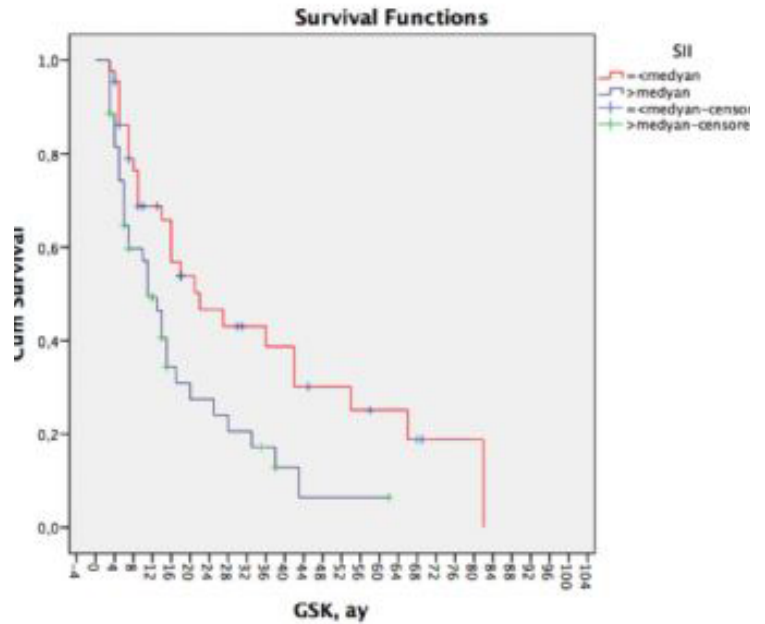 Survival Functions
SII
=<medyan
>medyan
=<medyan-censo
>medyan-censore
Cum Survival
1,0
0,8
0,6
0,4
0,2
0,0
-4 0 4 8 12 16 20 24 28 32 36 40 44 48 52 56 60 64 68 72 76 80 84 88 92 96 100 104
GSK, ay